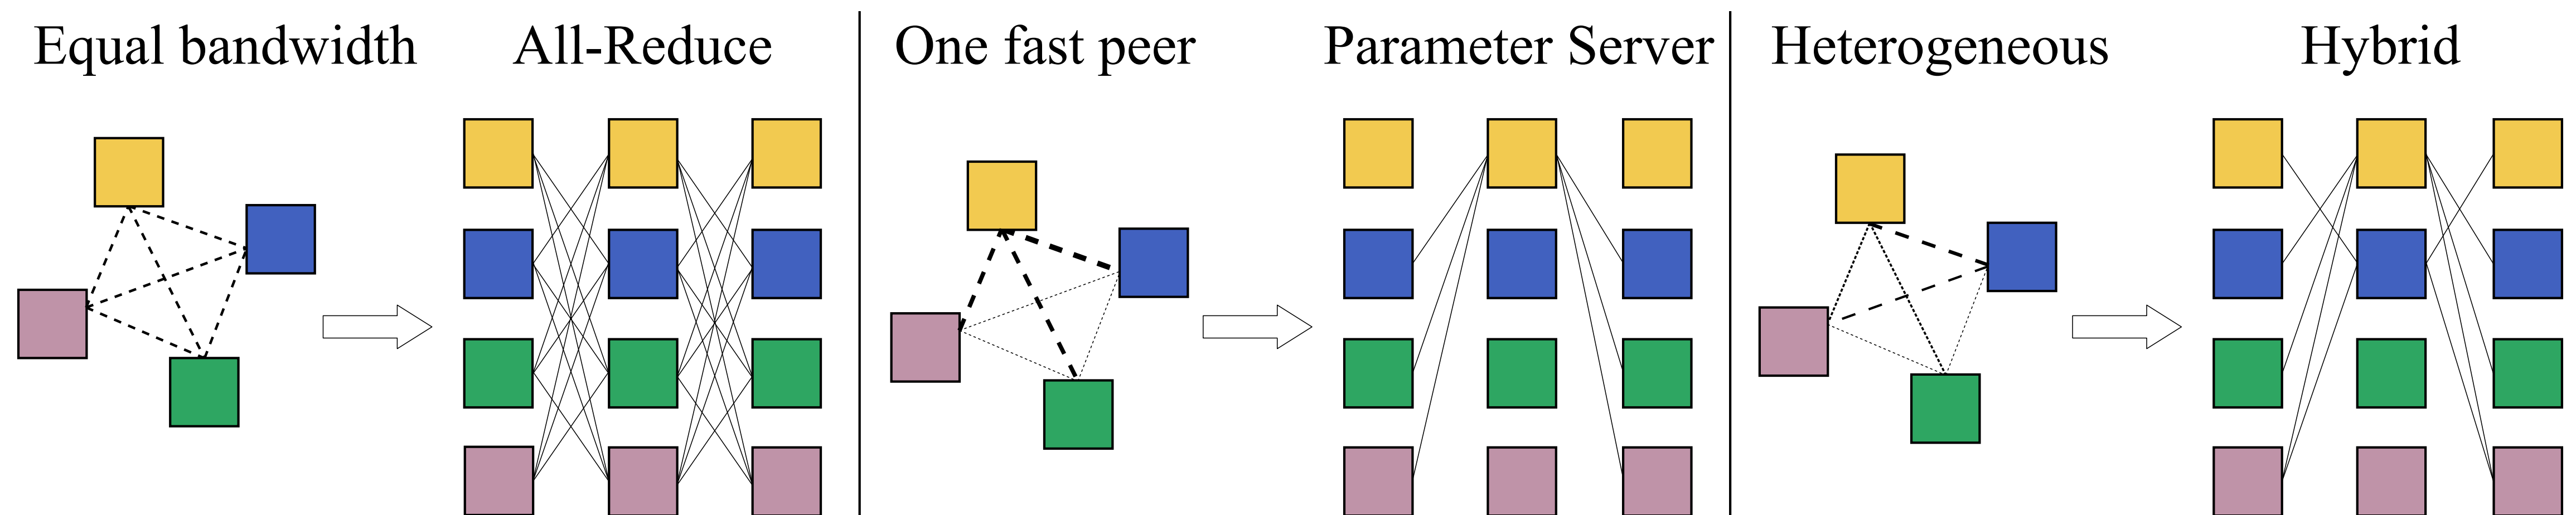 Equal bandwidth
All-Reduce
One fast peer
Parameter Server
Heterogeneous
Hybrid